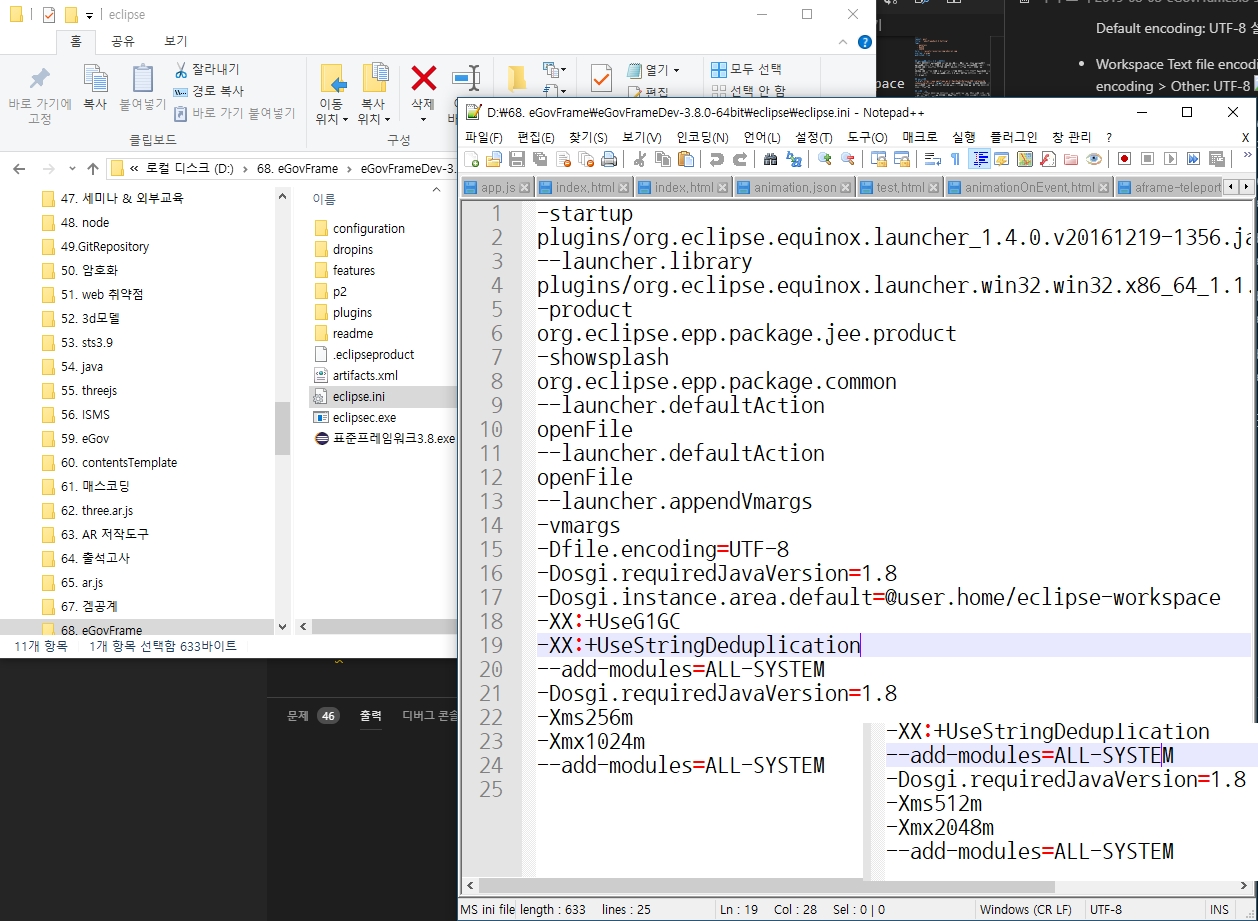 eclipse
홈 공유 보기
바로 가기에 고정
복사
붙여넣기
잘라내기
경로 복사
바로 가기 붙여넣기
클립보드
이동 위치
복사 위치
삭제
구성
열기
편집
모두 선택
선택 안 함
« 로컬 디스크 (D:) › 68. eGovFrame › eGovFrameDev-3.
47. 세미나 & 외부교육
48. node
49.GitRepository
50. 암호화
51. web 취약점
52. 3d모델
53. sts3.9
54. java
55. threejs
56. ISMS
59. eGov
60. contentsTemplate
61. 매스코딩
62. three.ar.js
63. AR 저작도구
64. 출석고사
65. ar.js
67. 겜공계
68. eGovFrame
이름
configuration
dropins
features
p2
plugins
readme
.eclipseproduct
artifacts.xml
eclipse.ini
eclipsec.exe
표준프레임워크3.8.exe
11개 항목 1개 항목 선택함 633바이트
문제 46 출력 디버그 콘솔
Default encoding: UTF-8
• Workspace Text file encodi
encoding > Other: UTF-8
pace
D:₩68. eGovFrame₩eGovFrameDev-3.8.0-64bit₩eclipse₩eclipse.ini - Notepad++
파일(F) 편집(E) 찾기(S) 보기(V) 인코딩(N) 언어(L) 설정(T) 도구(O) 매크로 실행 플러그인 창 관리 ? X
app.js index.html index.html animation.json test.html animationOnEvent.html aframe-teleport
1 -startup
2 plugins/org.eclipse.equinox.launcher_1.4.0.v20161219-1356.ja
3 --launcher.library
4 plugins/org.eclipse.equinox.launcher.win32.win32.x86_64_1.1.
5 -product
6 org.eclipse.epp.package.jee.product
7 -showsplash
8 org.eclipse.epp.package.common
9 --launcher.defaultAction
10 openFile
11 --launcher.defaultAction
12 openFile
13 --launcher.appendVmargs
14 -vmargs
15 -Dfile.encoding=UTF-8
16 -Dosgi.requiredJavaVersion=1.8
17 -Dosgi.instance.area.default=@user.home/eclipse-workspace
18 -XX:+UseG1GC
19 -XX:+UseStringDeduplication
20 --add-modules=ALL-SYSTEM
21 -Dosgi.requiredJavaVersion=1.8
22 -Xms256m
23 -Xmx1024m
24 --add-modules=ALL-SYSTEM
25
-XX:+UseStringDeduplication
--add-modules=ALL-SYSTEM
-Dosgi.requiredJavaVersion=1.8
-Xms512m
-Xmx2048m
--add-modules=ALL-SYSTEM
MS ini file length : 633 lines : 25 Ln : 19 Col : 28 Sel : 0 | 0 Windows (CR LF) UTF-8 INS